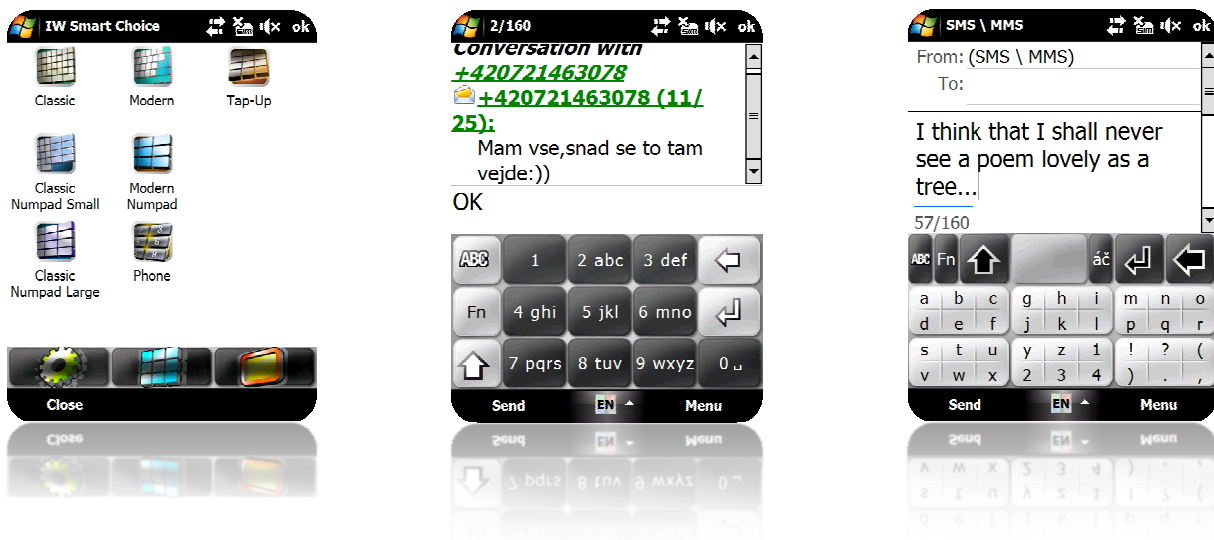 IW Smart Choice
ok
Classic
Modern
Tap-Up
Classic
Numpad Small
Modern
Numpad
Classic
Numpad Large
Phone
Close
2/160
ok
Conversation with
+420721463078
+420721463078 (11/
25):
Mam vse,snad se to tam
vejde:))
OK
ABC 1 2 abc 3 def
Fn 4 ghi 5 jkl 6 mno
7 pqrs 8 tuv 9 wxyz 0
Send EN Menu
SMS \ MMS
ok
From: (SMS \ MMS)
To:
I think that I shall never
see a poem lovely as a
tree...
57/160
ABC Fn áč
a b c g h i m n o
d e f j k l p q r
s t u y z 1 ! ? (
v w x 2 3 4 ) . ,
Send EN Menu